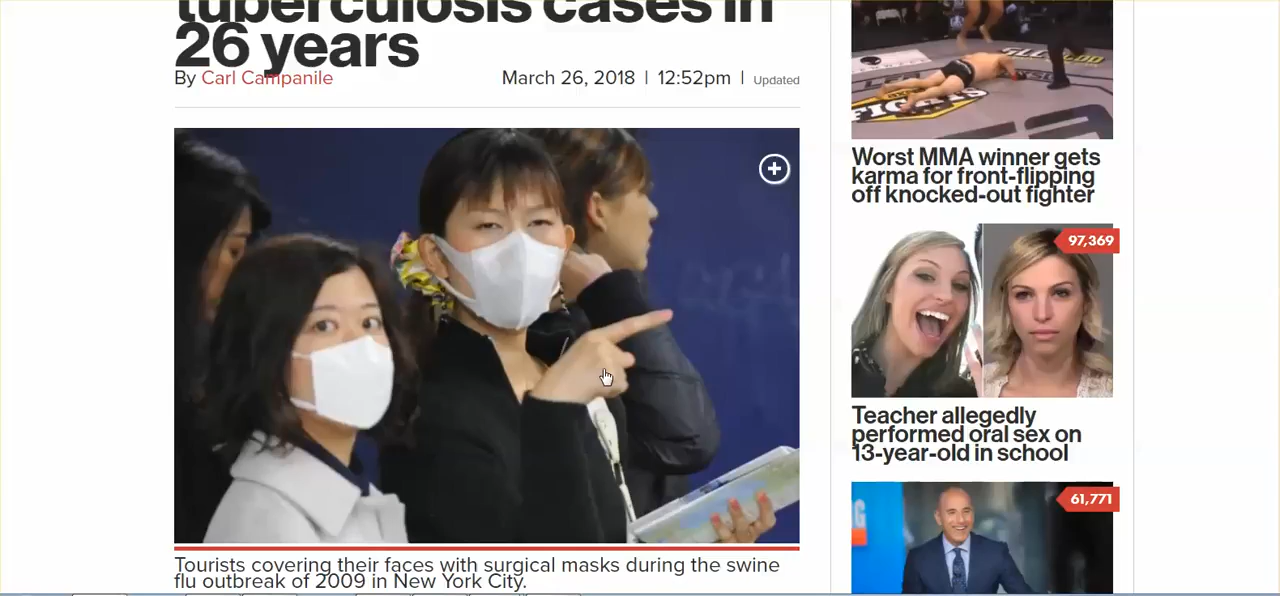 tuberculosis cases in
26 years
By Carl Campanile
March 26, 2018 | 12:52pm | Updated
Tourists covering their faces with surgical masks during the swine
flu outbreak of 2009 in New York City.
FIGHTS
Worst MMA winner gets
karma for front-flipping
off knocked-out fighter
97,369
Teacher allegedly
performed oral sex on
13-year-old in school
61,771